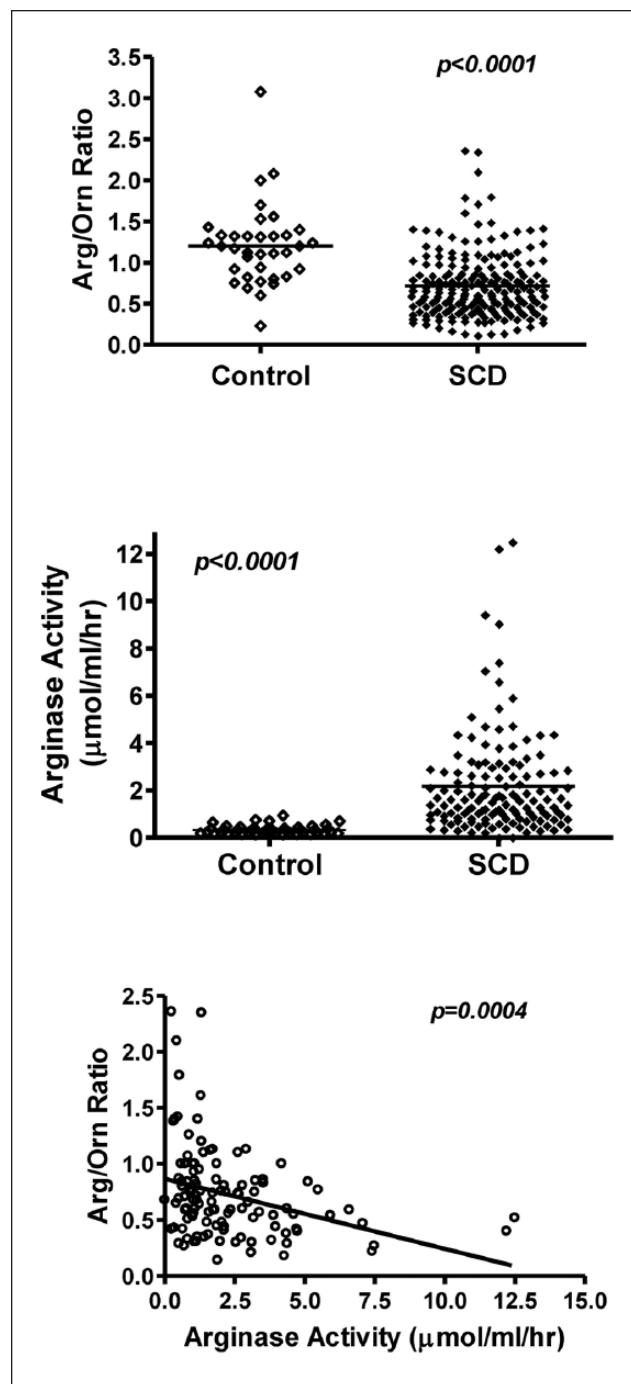 p<0.0001
Arg/Orn Ratio
3.5
3.0
2.5
2.0
1.5
1.0
0.5
0.0
Control SCD
p<0.0001
Arginase Activity
(μmol/ml/hr)
12
10
8
6
4
2
0
Control SCD
p=0.0004
Arg/Orn Ratio
2.5
2.0
1.5
1.0
0.5
0.0
0.0 2.5 5.0 7.5 10.0 12.5 15.0
Arginase Activity (μmol/ml/hr)